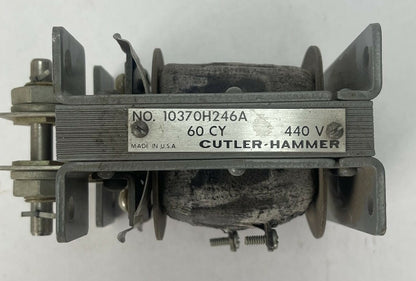 NO. 10370H246A
60 CY 440 V
MADE IN U.S.A. CUTLER-HAMMER